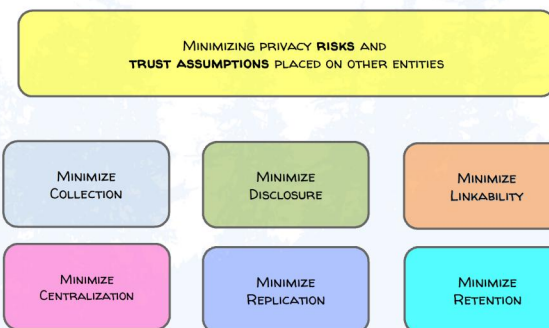 Minimizing privacy risks and
trust assumptions placed on other entities
Minimize
Collection
Minimize
Disclosure
Minimize
Linkability
Minimize
Centralization
Minimize
Replication
Minimize
Retention